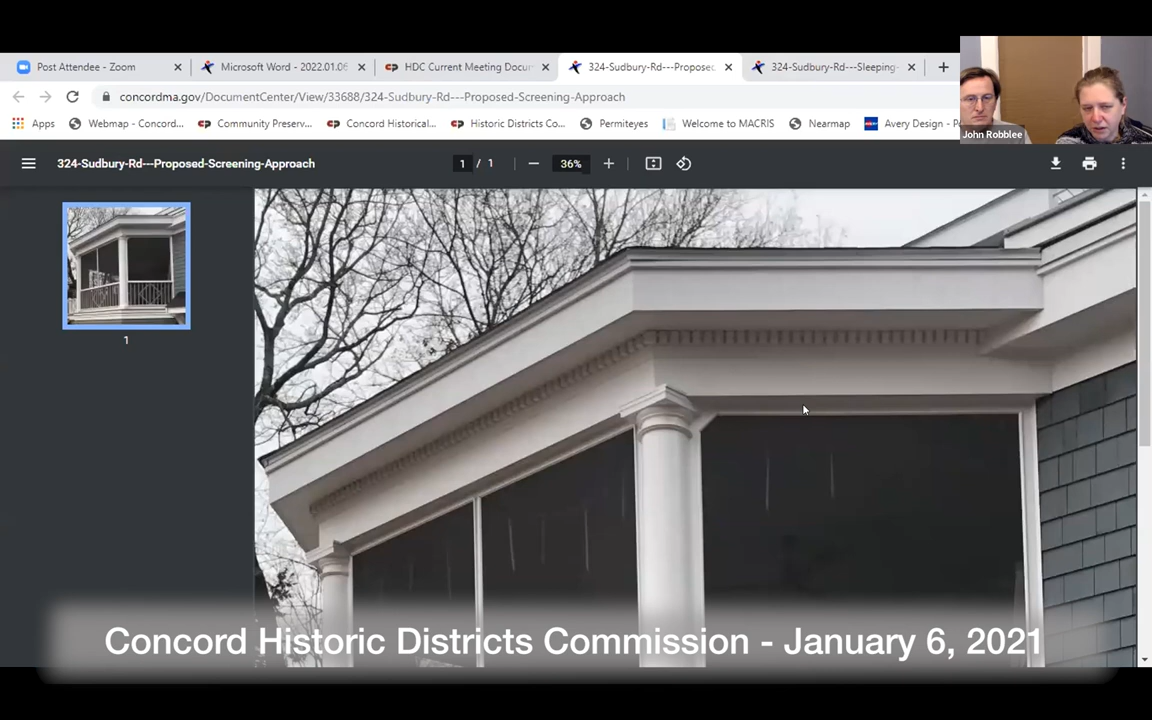 Post Attendee - Zoom
Microsoft Word - 2022.01.06
HDC Current Meeting Docum
324-Sudbury-Rd---Propose
324-Sudbury-Rd---Sleeping-
concordma.gov/DocumentCenter/View/33688/324-Sudbury-Rd---Proposed-Screening-Approach
Apps
Webmap - Concord...
Community Preserv...
Concord Historical...
Historic Districts Co...
Permiteyes
Welcome to MACRIS
Nearmap
Avery Design -
John Robblee
324-Sudbury-Rd---Proposed-Screening-Approach
1 / 1
36%
1
Concord Historic Districts Commission - January 6, 2021